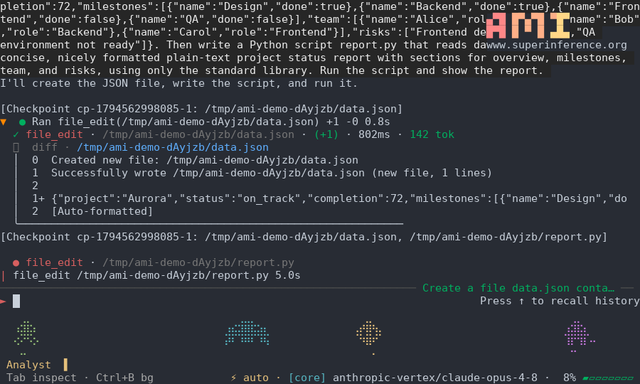 pletion":72,"milestones":[{"name":"Design","done":true},{"name":"Backend","done":true},{"name":"Fron
tend","done":false},{"name":"QA","done":false}],"team":[{"name":"Alice","rol "Bob"
,"role":"Backend"},{"name":"Carol","role":"Frontend"}],"risks":["Frontend de ,"QA
environment not ready"]}. Then write a Python script report.py that reads da
www.superinference.org
concise, nicely formatted plain-text project status report with sections for overview, milestones,
team, and risks, using only the standard library. Run the script and show the report.
I'll create the JSON file, write the script, and run it.
[Checkpoint cp-1794562998085-1: /tmp/ami-demo-dAyjzb/data.json]
▼ ● Ran file_edit(/tmp/ami-demo-dAyjzb/data.json) +1 -0 0.8s
✓ file_edit · /tmp/ami-demo-dAyjzb/data.json · (+1) · 802ms · 142 tok
diff · /tmp/ami-demo-dAyjzb/data.json
0 Created new file: /tmp/ami-demo-dAyjzb/data.json
1 Successfully wrote /tmp/ami-demo-dAyjzb/data.json (new file, 1 lines)
2
1+ {"project":"Aurora","status":"on_track","completion":72,"milestones":[{"name":"Design","do
2 [Auto-formatted]
[Checkpoint cp-1794562998085-1: /tmp/ami-demo-dAyjzb/data.json, /tmp/ami-demo-dAyjzb/report.py]
● file_edit · /tmp/ami-demo-dAyjzb/report.py
| file_edit /tmp/ami-demo-dAyjzb/report.py 5.0s
Create a file data.json conta…
► Press ↑ to recall history
Analyst
Tab inspect · Ctrl+B bg ⚡ auto · [core] anthropic-vertex/claude-opus-4-8 · 8%